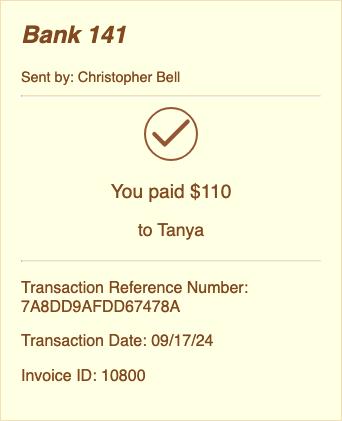 Bank 141
Sent by: Christopher Bell
You paid $110
to Tanya
Transaction Reference Number:
7A8DD9AFDD67478A
Transaction Date: 09/17/24
Invoice ID: 10800